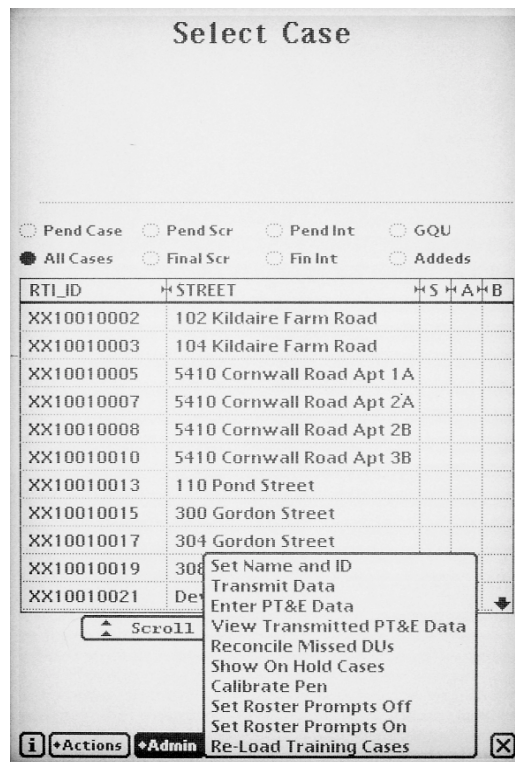 Select Case
Pend Case Pend Scr Pend Int GQU
All Cases Final Scr Fin Int Addeds
RTI_ID STREET S A B
XX10010002 102 Kildaire Farm Road
XX10010003 104 Kildaire Farm Road
XX10010005 5410 Cornwall Road Apt 1A
XX10010007 5410 Cornwall Road Apt 2A
XX10010008 5410 Cornwall Road Apt 2B
XX10010010 5410 Cornwall Road Apt 3B
XX10010013 110 Pond Street
XX10010015 300 Gordon Street
XX10010017 304 Gordon Street
XX10010019 308
XX10010021 Dev
Scroll
Set Name and ID
Transmit Data
Enter PT&E Data
View Transmitted PT&E Data
Reconcile Missed DUs
Show On Hold Cases
Calibrate Pen
Set Roster Prompts Off
Set Roster Prompts On
Re-Load Training Cases
i Actions Admin X